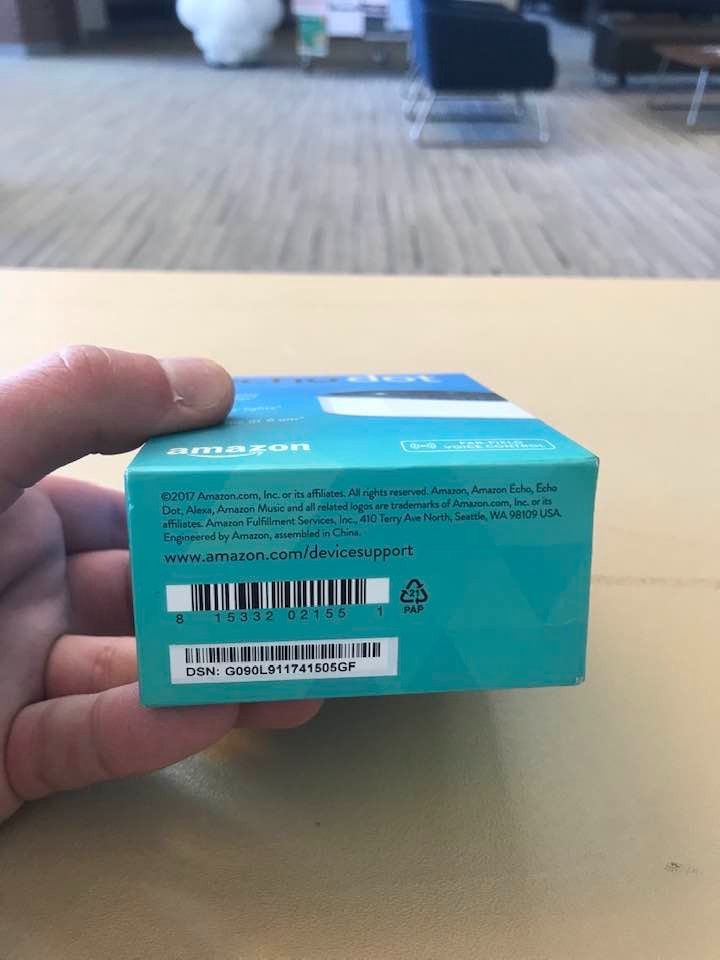 dot
lights*
amazon
FAR-FIELD
VOICE CONTROL
©2017 Amazon.com, Inc. or its affiliates. All rights reserved. Amazon, Amazon Echo, Echo
Dot, Alexa, Amazon Music and all related logos are trademarks of Amazon.com, Inc. or its
affiliates. Amazon Fulfillment Services, Inc., 410 Terry Ave North, Seattle, WA 98109 USA.
Engineered by Amazon, assembled in China.
www.amazon.com/devicesupport
8 15332 02155 1
21
PAP
DSN: G090L911741505GF